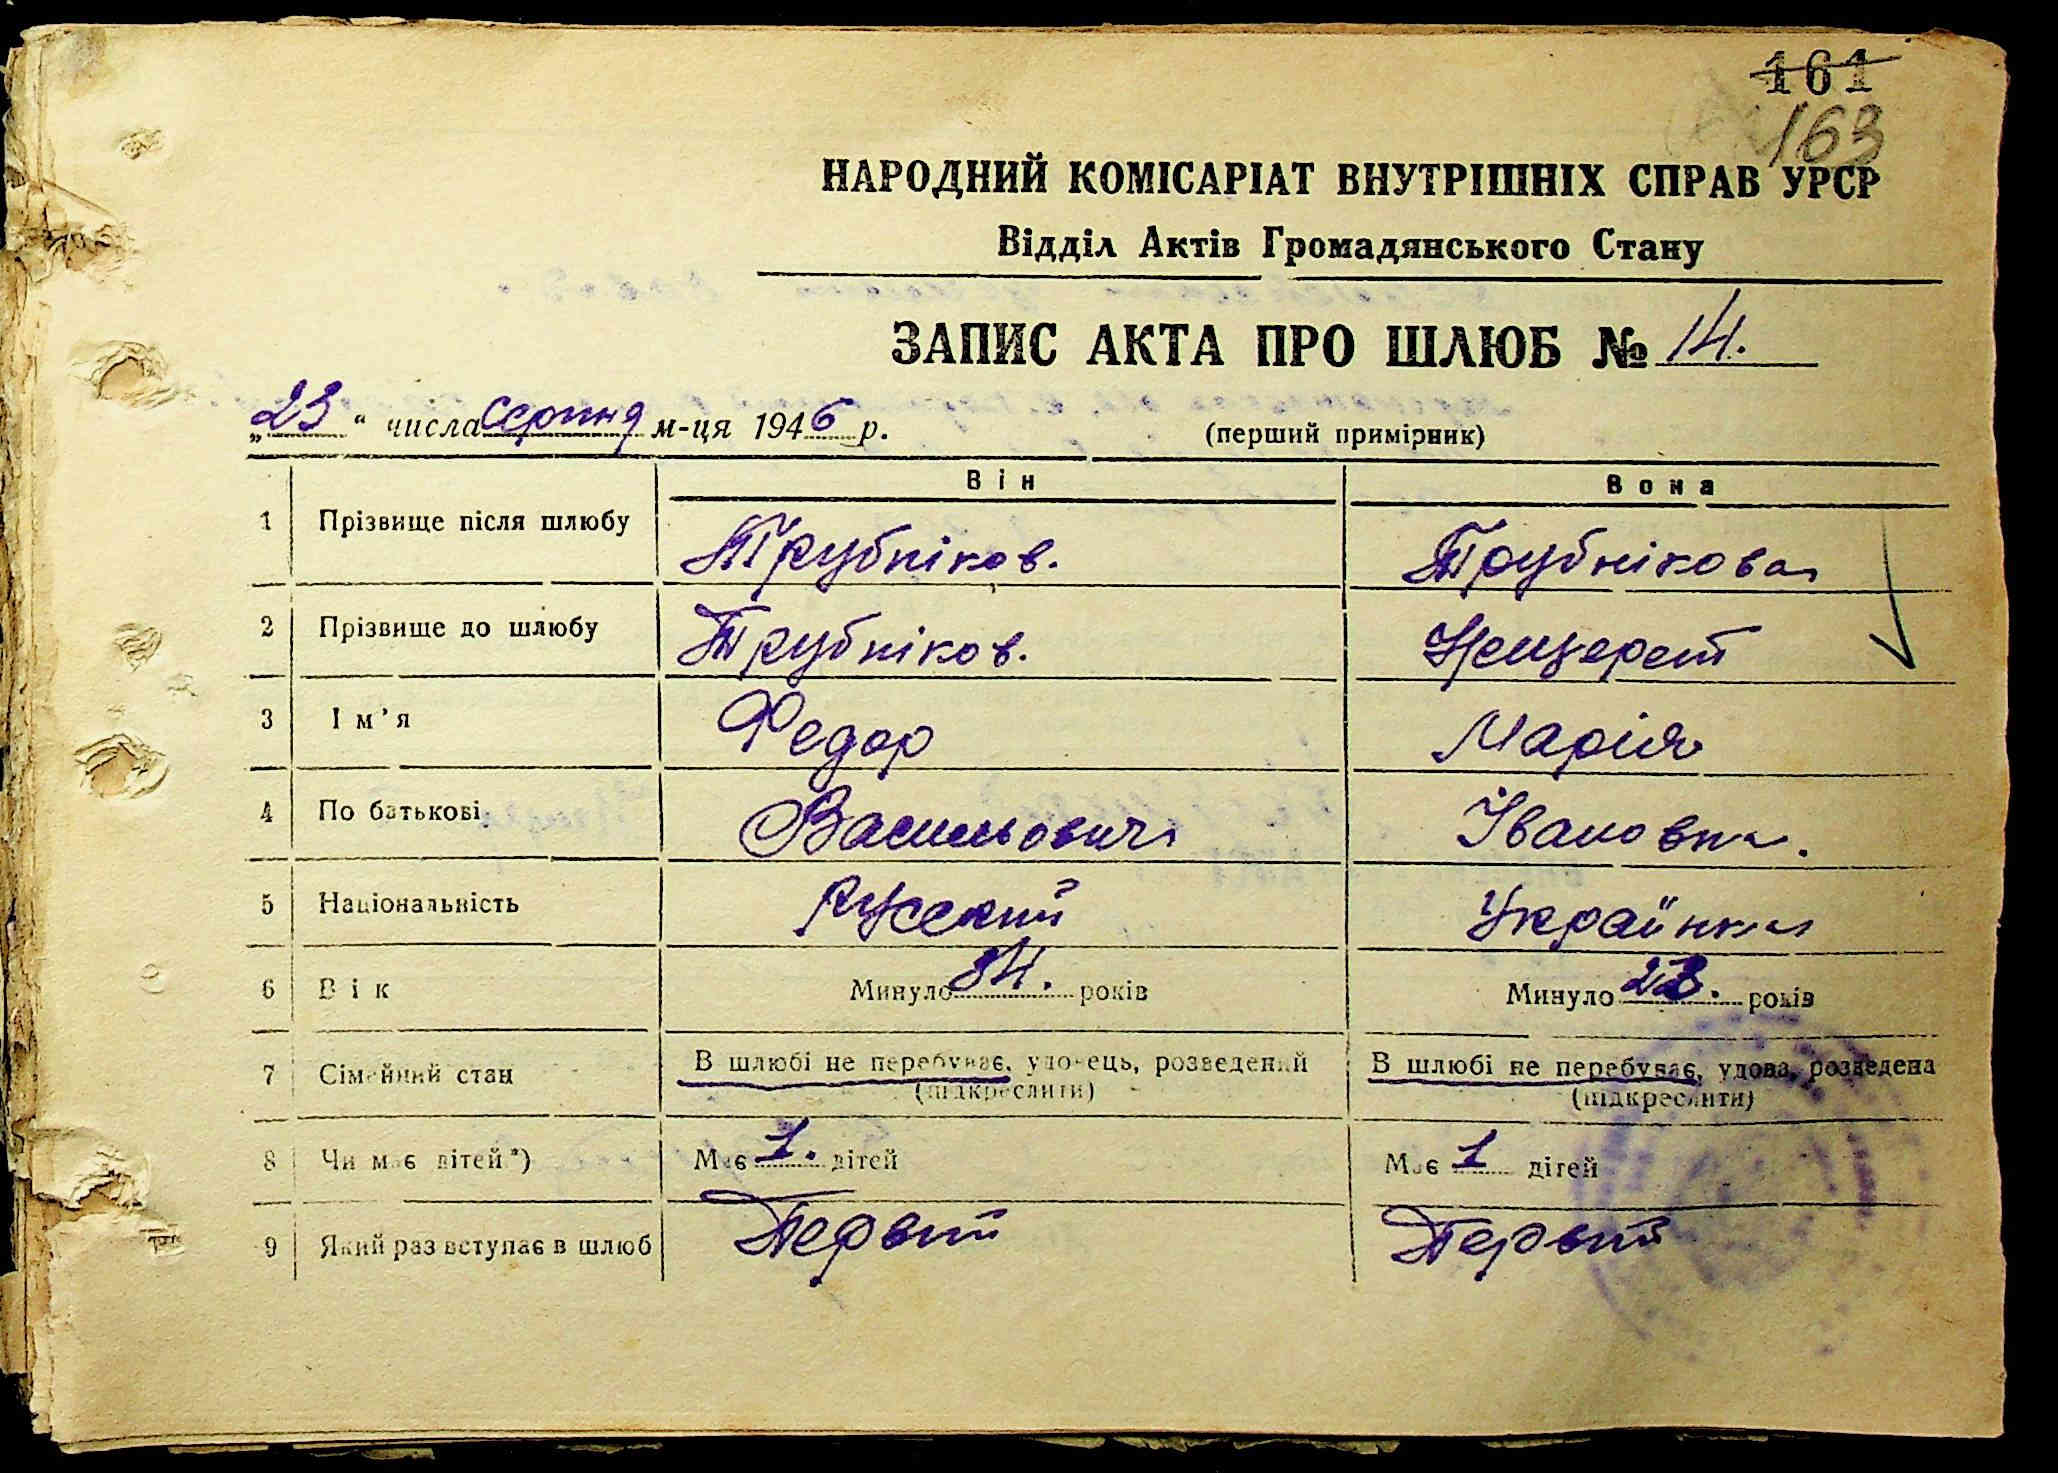 161
163
НАРОДНИЙ КОМІСАРІАТ ВНУТРІШНІХ СПРАВ УРСР
Відділ Актів Громадянського Стану
ЗАПИС АКТА ПРО ШЛЮБ № 14.
„23“ числа серпня м-ця 1946 р. (перший примірник)
Він Вона
1 Прізвище після шлюбу Трубніков. Трубнікова
2 Прізвище до шлюбу Трубніков. Нещерет
3 Ім’я Федор Марія
4 По батькові Васильович Івановна.
5 Національність Руський Українка
6 Вік Минуло 34. років Минуло 23. років
7 Сімейний стан В шлюбі не перебуває, удовець, розведений В шлюбі не перебуває, удова, розведена
(підкреслити) (підкреслити)
8 Чи має дітей*) Має 1. дітей Має 1 дітей
9 Який раз вступає в шлюб Первий Первий